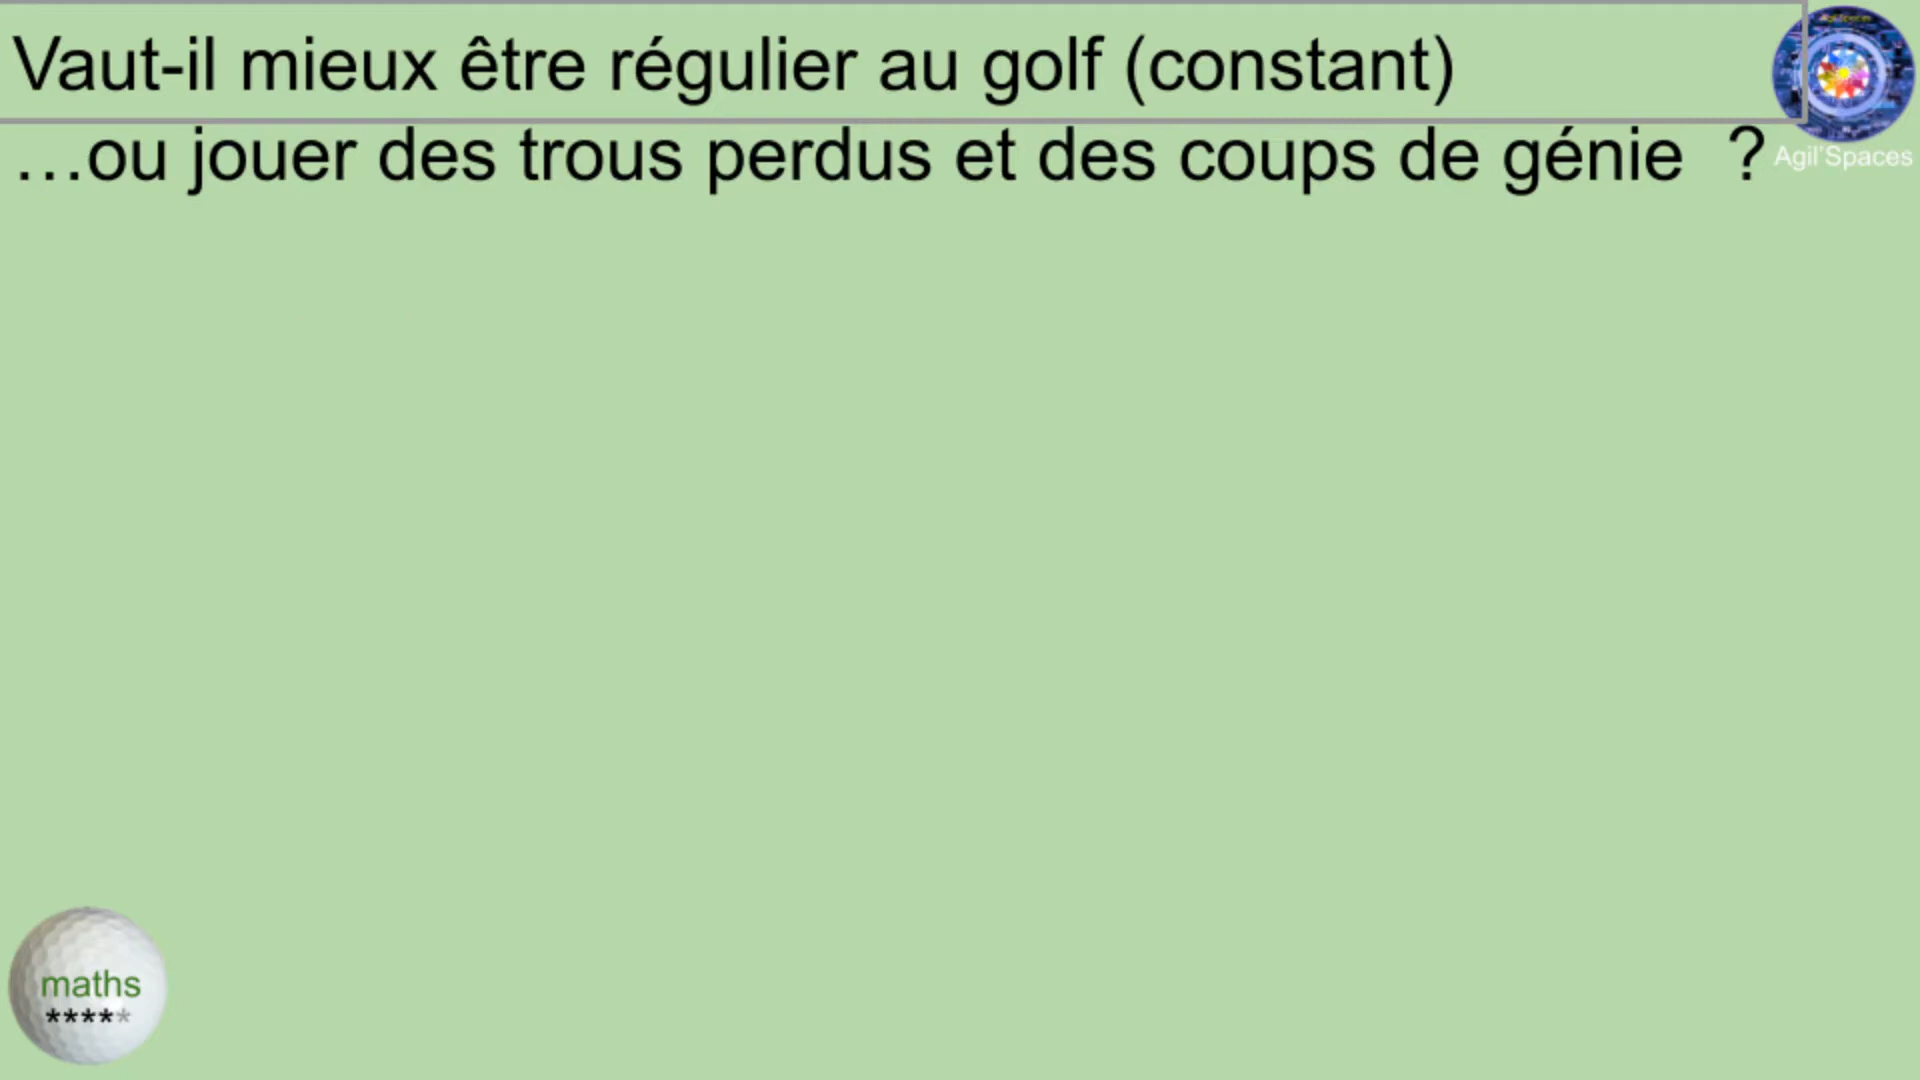 Vaut-il mieux être régulier au golf (constant)
…ou jouer des trous perdus et des coups de génie ?
Agil'Spaces
maths
*****